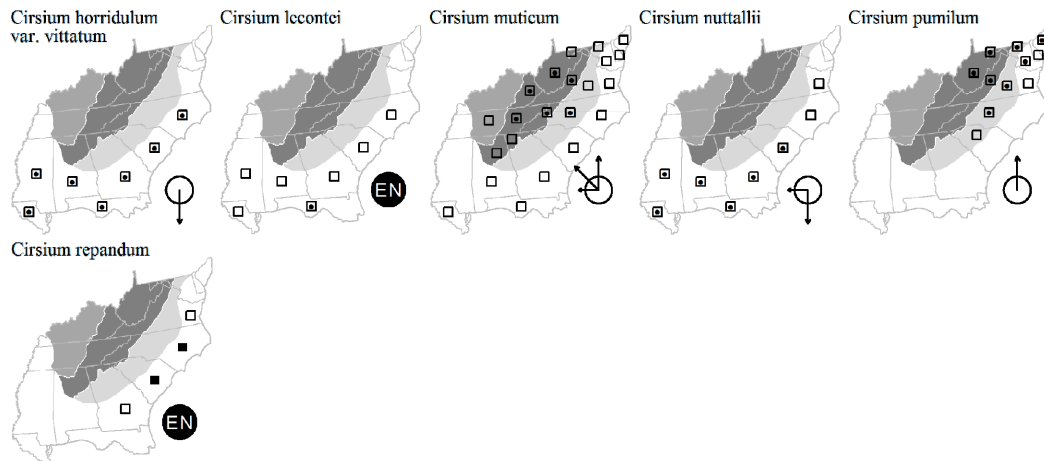 Cirsium horridulum
var. vittatum
Cirsium lecontei
Cirsium muticum
Cirsium nuttallii
Cirsium pumilum
EN
Cirsium repandum
EN